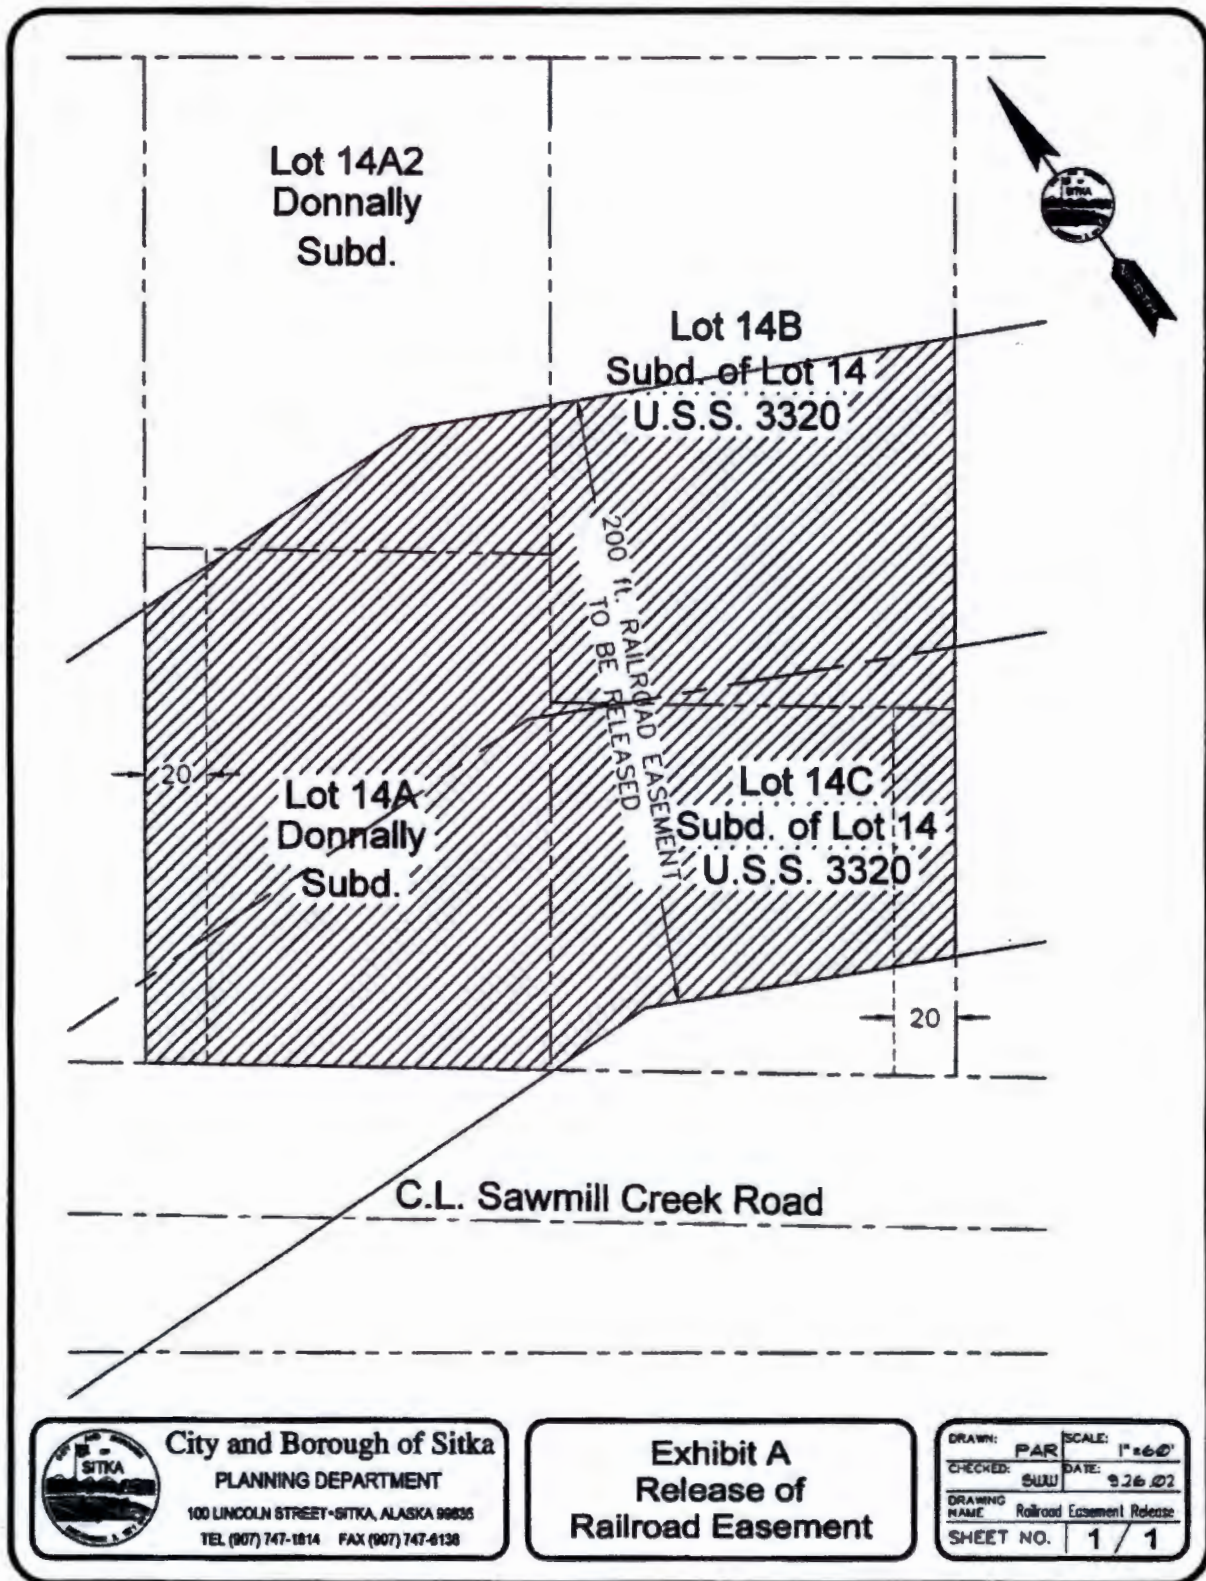 Lot 14A2
Donnally
Subd.
SITKA
Lot 14B
Subd. of Lot 14
U.S.S. 3320
200 ft. RAILROAD EASEMENT
TO BE RELEASED
20
Lot 14A
Donnally
Subd.
Lot 14C
Subd. of Lot 14
U.S.S. 3320
20
C.L. Sawmill Creek Road
SITKA
City and Borough of Sitka
PLANNING DEPARTMENT
100 LINCOLN STREET•SITKA, ALASKA 99835
TEL (907) 747-1814 FAX (907) 747-6138
Exhibit A
Release of
Railroad Easement
DRAWN: PAR SCALE: 1"=60'
CHECKED: SWW DATE: 9.26.02
DRAWING NAME Railroad Easement Release
SHEET NO. 1 / 1